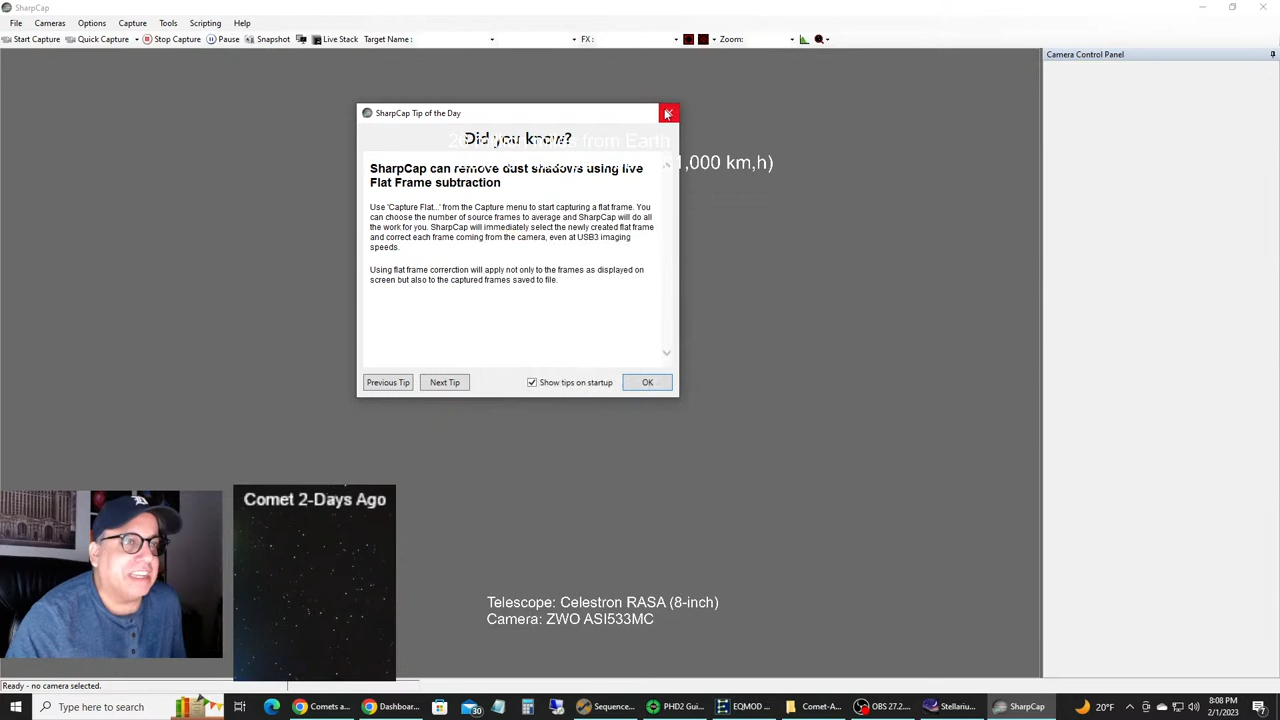 SharpCap
File Cameras Options Capture Tools Scripting Help
Start Capture Quick Capture Stop Capture Pause Snapshot Live Stack Target Name : FX : Zoom:
Camera Control Panel
SharpCap Tip of the Day
from Earth
1,000 km,h)
SharpCap can remove dust shadows using live
Flat Frame subtraction
Use 'Capture Flat...' from the Capture menu to start capturing a flat frame. You
can choose the number of source frames to average and SharpCap will do all
the work for you. SharpCap will immediately select the newly created flat frame
and correct each frame coming from the camera, even at USB3 imaging
speeds.
Using flat frame correrction will apply not only to the frames as displayed on
screen but also to the captured frames saved to file.
Previous Tip Next Tip Show tips on startup OK
Comet 2-Days Ago
Telescope: Celestron RASA (8-inch)
Camera: ZWO ASI533MC
Ready - no camera selected.
Type here to search
30
Comets a... Dashboar... Sequence... PHD2 Gui... EQMOD ... Comet-A... OBS 27.2... Stellariu... SharpCap
20°F
8:08 PM
2/1/2023